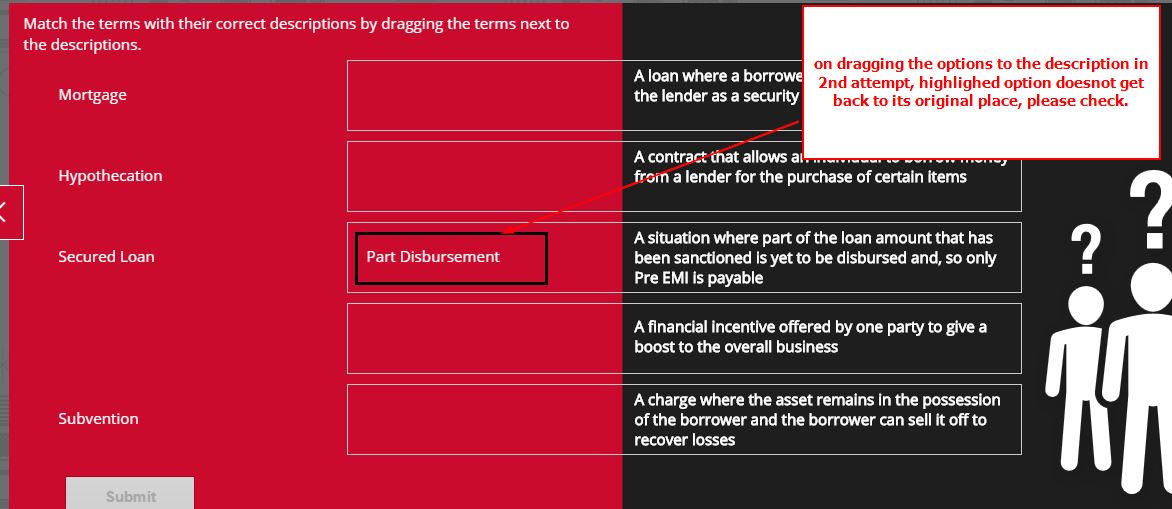 Match the terms with their correct descriptions by dragging the terms next to
the descriptions.
on dragging the options to the description in
2nd attempt, highlighed option doesnot get
back to its original place, please check.
Mortgage
A loan where a borrowe
the lender as a security
Hypothecation
A contract that allows an individual to borrow money
from a lender for the purchase of certain items
Secured Loan
Part Disbursement
A situation where part of the loan amount that has
been sanctioned is yet to be disbursed and, so only
Pre EMI is payable
A financial incentive offered by one party to give a
boost to the overall business
Subvention
A charge where the asset remains in the possession
of the borrower and the borrower can sell it off to
recover losses
Submit
? ?